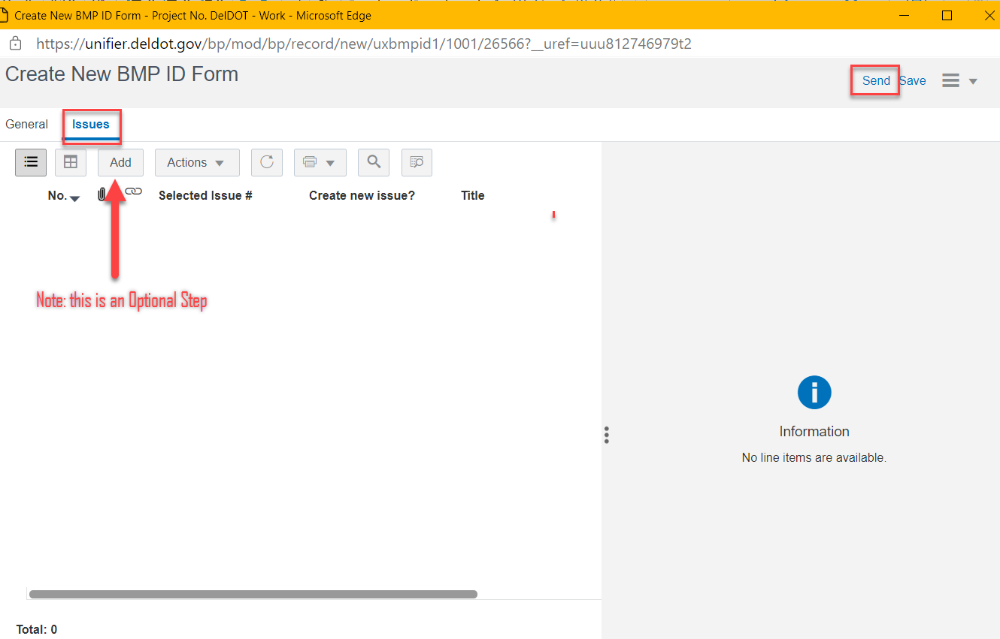 Create New BMP ID Form - Project No. DelDOT - Work - Microsoft Edge
https://unifier.deldot.gov/bp/mod/bp/record/new/uxbmpid1/1001/26566?__uref=uuu812746979t2
Create New BMP ID Form
Send Save
General Issues
Add Actions
No. Selected Issue # Create new issue? Title
Note: this is an Optional Step
Information
No line items are available.
Total: 0